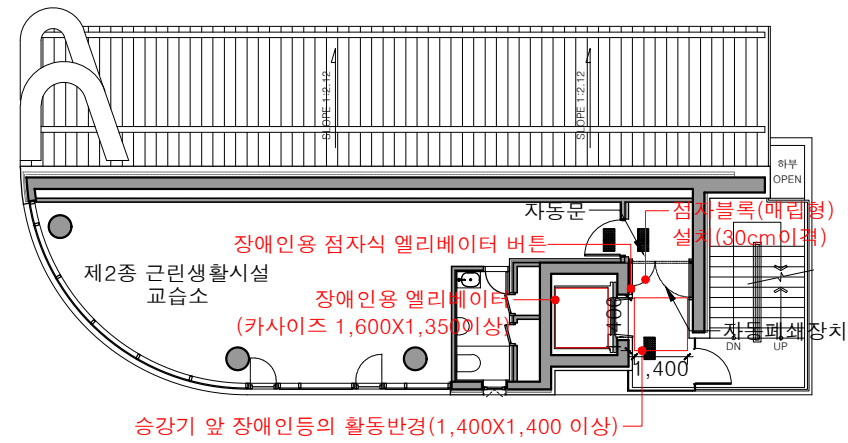 SLOPE 1:2.12
SLOPE 1:2.12
하부
OPEN
자동문
점자블록(매립형)
설치(30cm이격)
장애인용 점자식 엘리베이터 버튼
제2종 근린생활시설
교습소
장애인용 엘리베이터
(카사이즈 1,600X1,350이상)
1,400
자동폐쇄장치
DN
UP
1,400
승강기 앞 장애인등의 활동반경(1,400X1,400 이상)